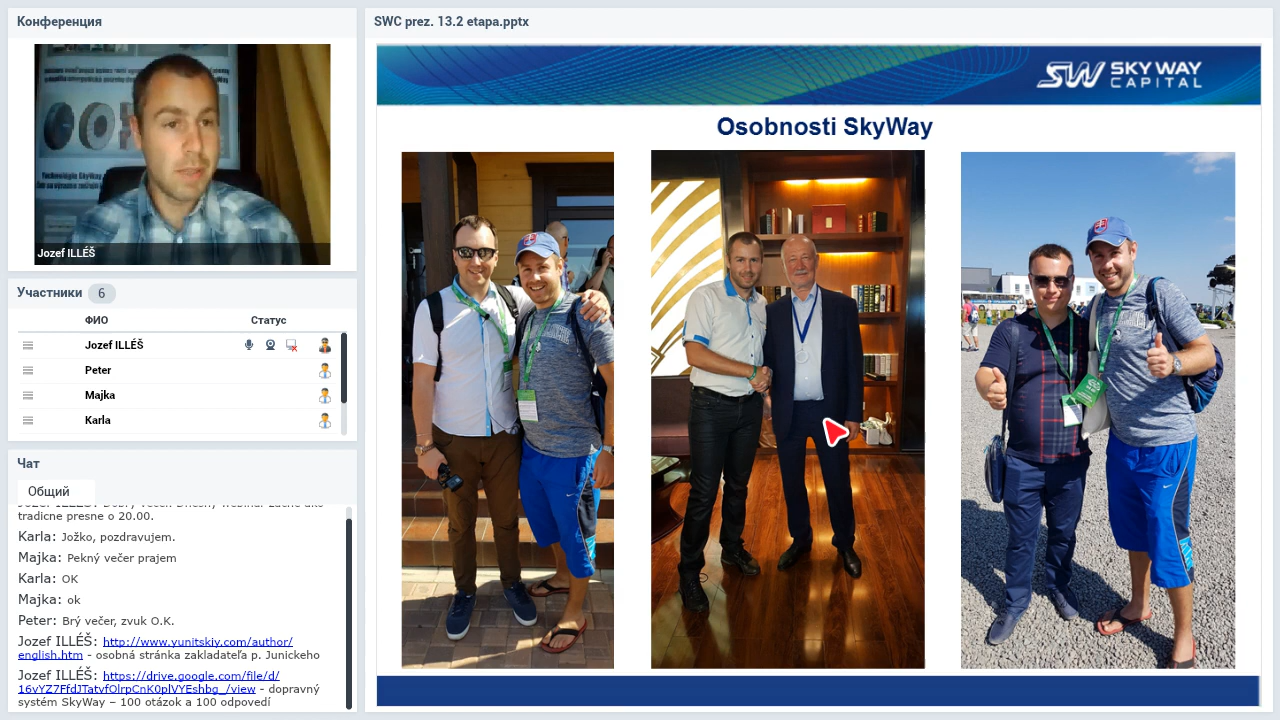 Конференция
Jozef ILLÉŠ
Участники 6
ФИО Статус
Jozef ILLÉŠ
Peter
Majka
Karla
Чат
Общий
tradicne presne o 20.00.
Karla: Jožko, pozdravujem.
Majka: Pekný večer prajem
Karla: OK
Majka: ok
Peter: Brý večer, zvuk O.K.
Jozef ILLÉŠ: http://www.yunitskiy.com/author/
english.htm - osobná stránka zakladateľa p. Junickeho
Jozef ILLÉŠ: https://drive.google.com/file/d/
16vYZ7FfdJTatvfOlrpCnK0plVYEshbg_/view - dopravný
systém SkyWay – 100 otázok a 100 odpovedí
SWC prez. 13.2 etapa.pptx
SW SKY WAY
CAPITAL
Osobnosti SkyWay